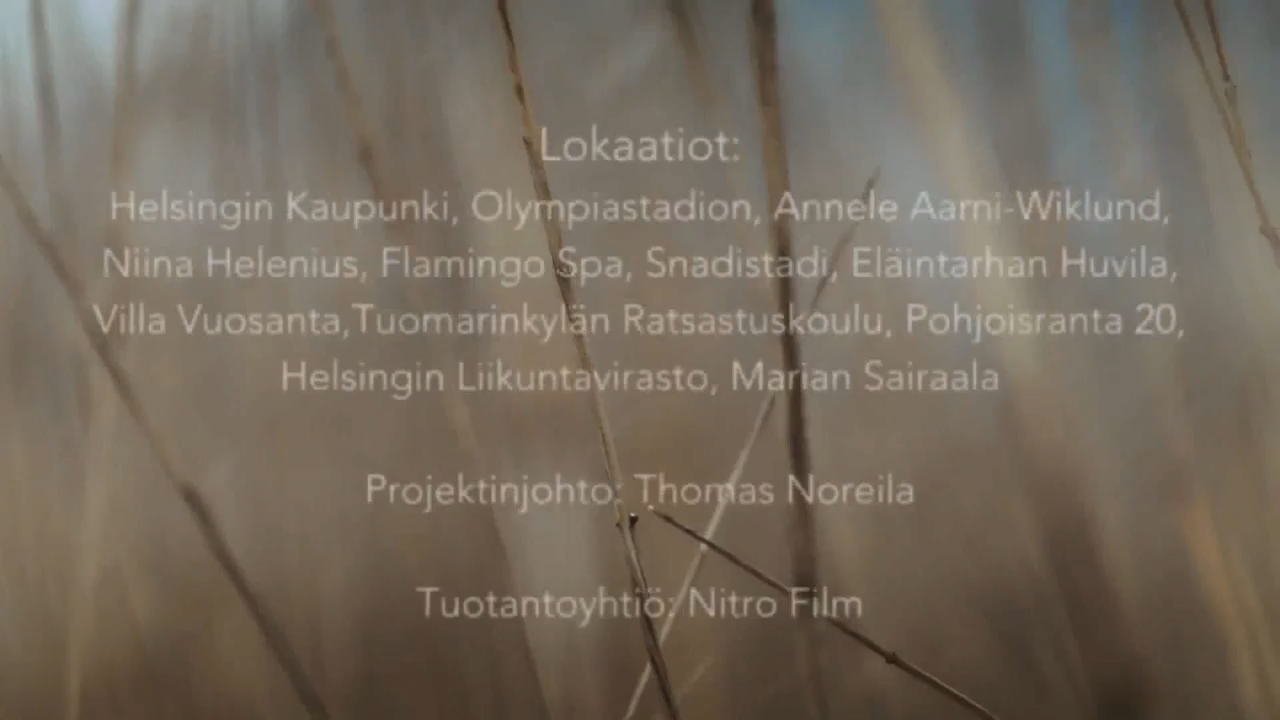 Lokaatiot:
Helsingin Kaupunki, Olympiastadion, Annele Aarni-Wiklund,
Niina Helenius, Flamingo Spa, Snadistadi, Eläintarhan Huvila,
Villa Vuosanta,Tuomarinkylän Ratsastuskoulu, Pohjoisranta 20,
Helsingin Liikuntavirasto, Marian Sairaala
Projektinjohto: Thomas Noreila
Tuotantoyhtiö: Nitro Film